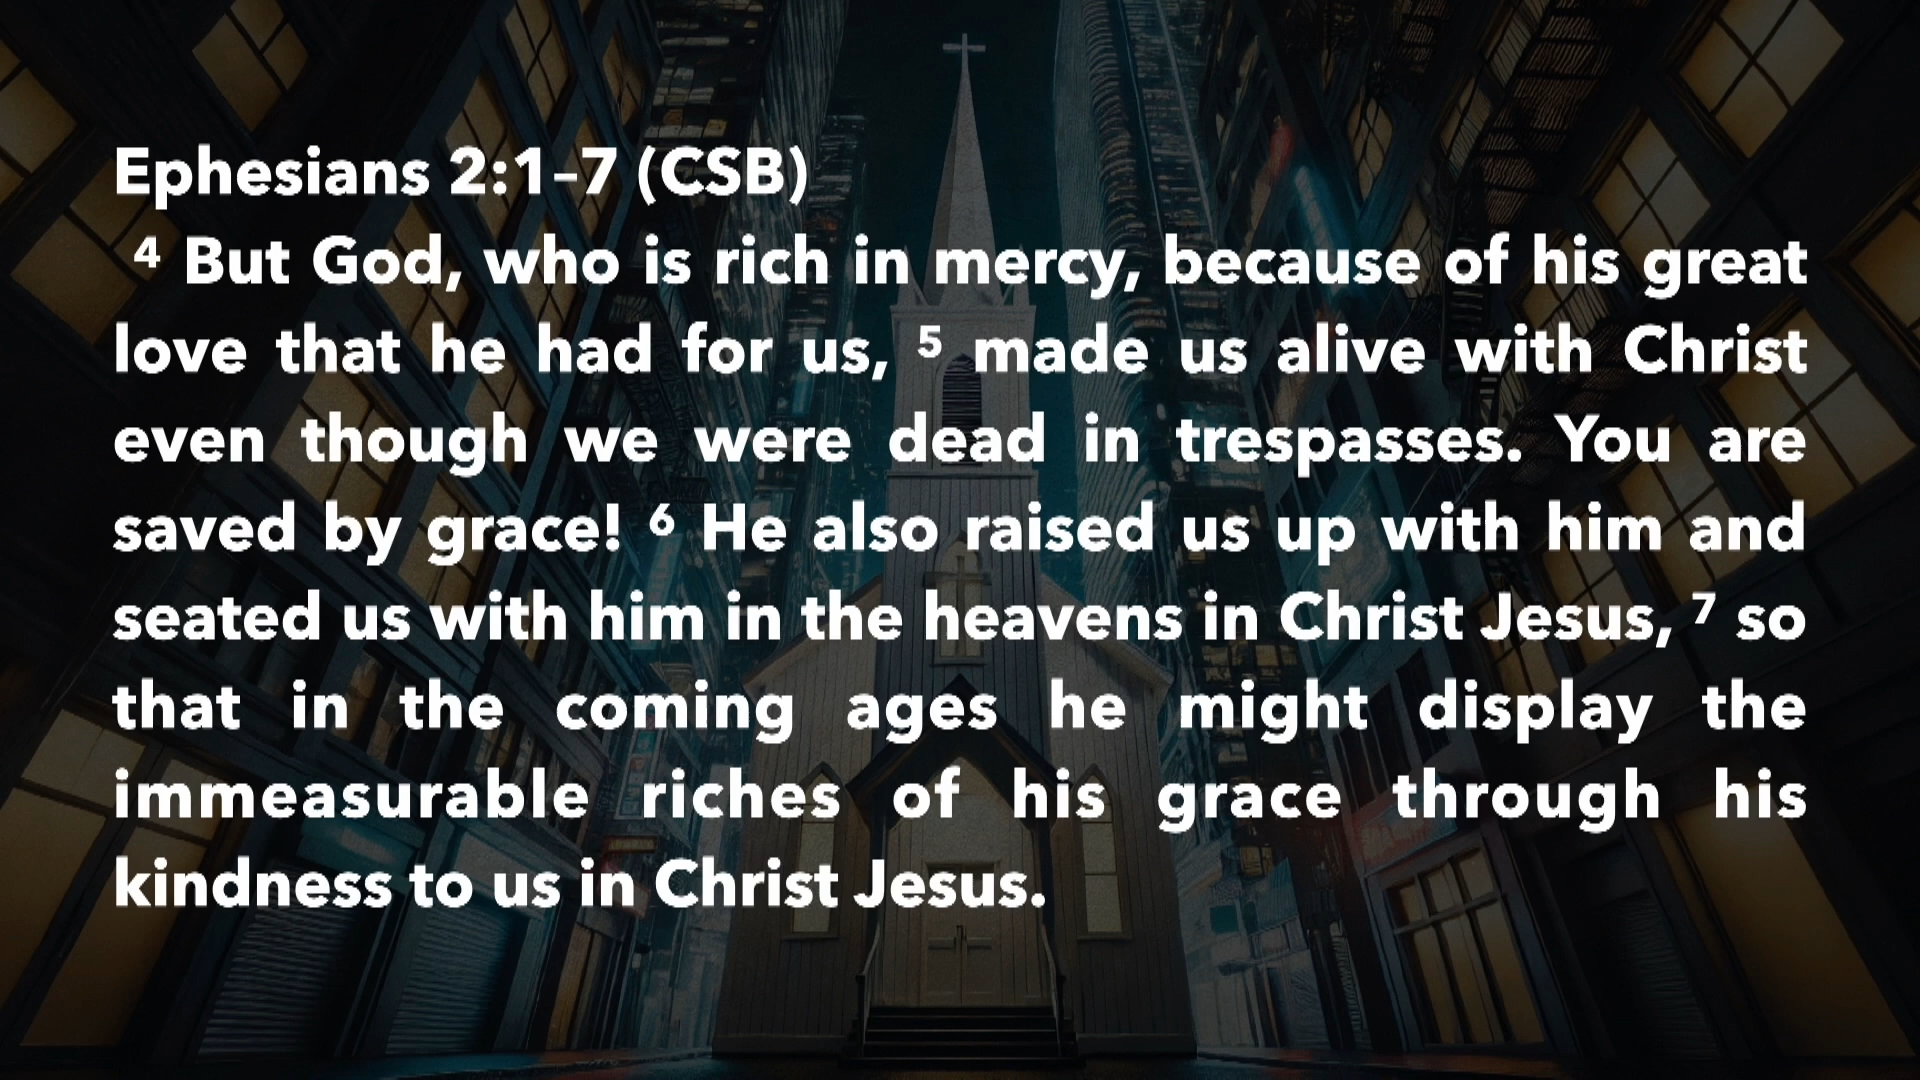 Ephesians 2:1–7 (CSB)
⁴ But God, who is rich in mercy, because of his great
love that he had for us, ⁵ made us alive with Christ
even though we were dead in trespasses. You are
saved by grace! ⁶ He also raised us up with him and
seated us with him in the heavens in Christ Jesus, ⁷ so
that in the coming ages he might display the
immeasurable riches of his grace through his
kindness to us in Christ Jesus.